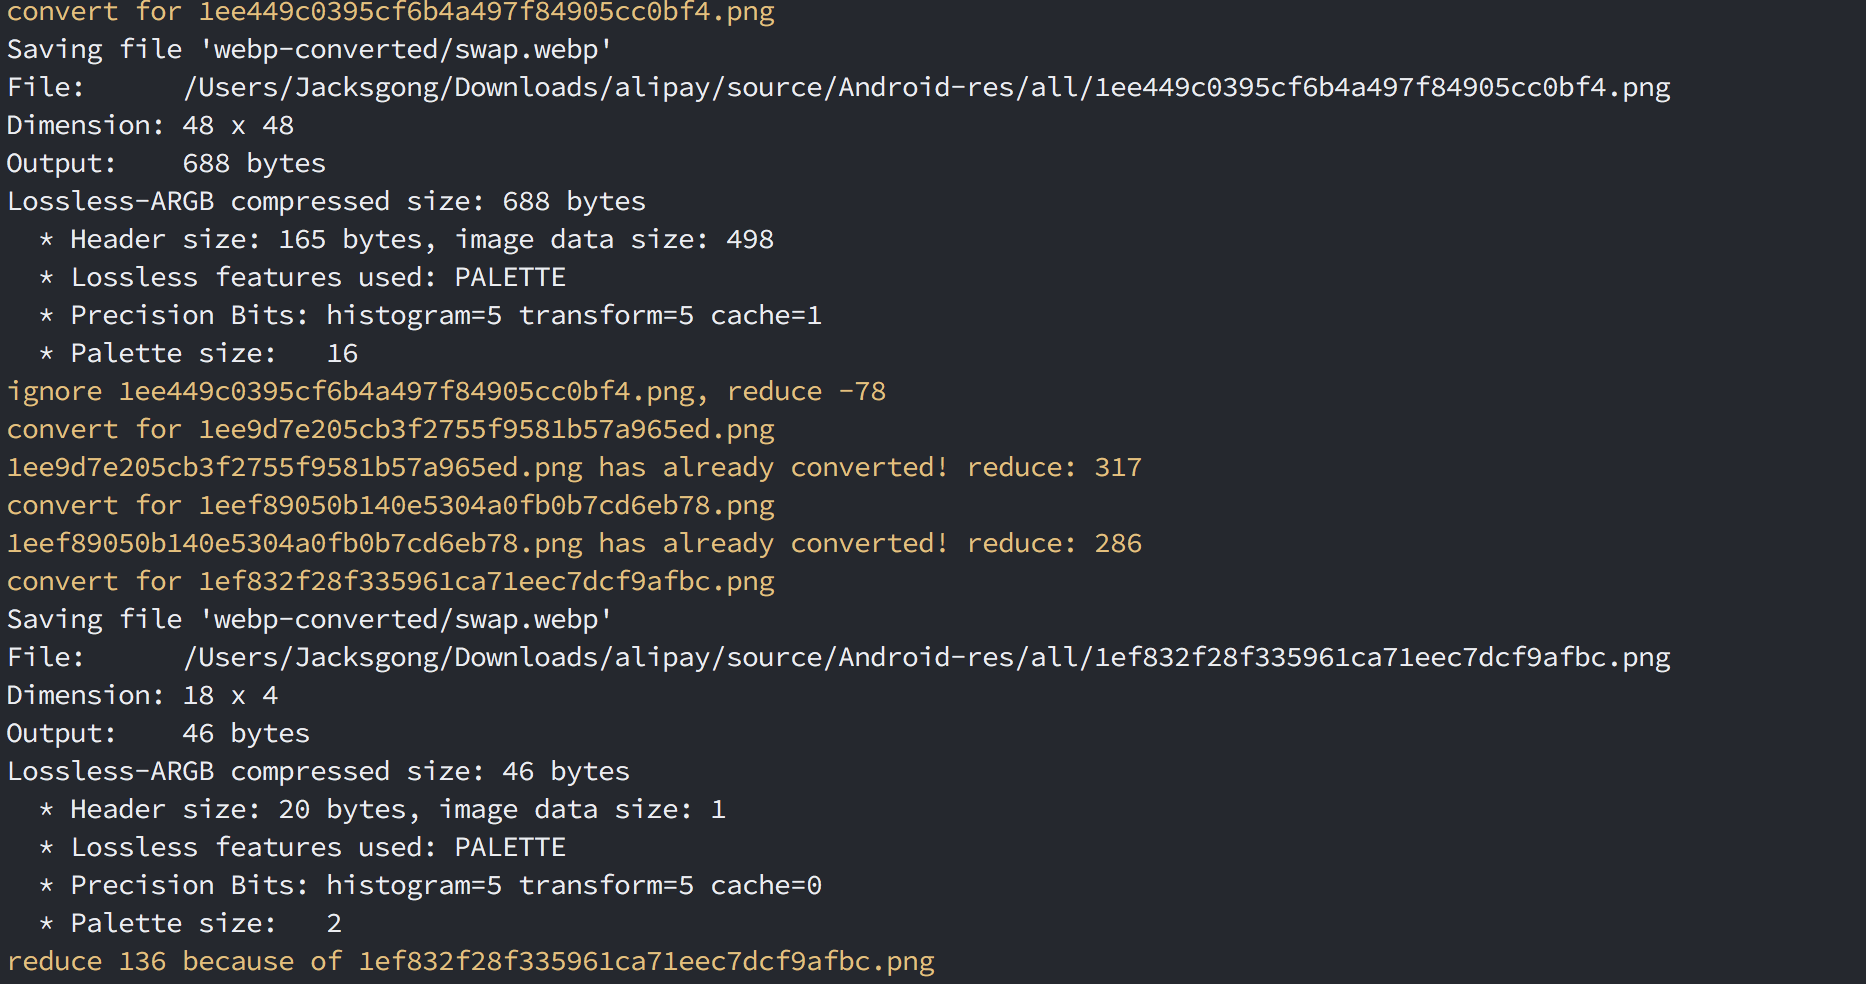 convert for 1ee449c0395cf6b4a497f84905cc0bf4.png
Saving file 'webp-converted/swap.webp'
File:      /Users/Jacksgong/Downloads/alipay/source/Android-res/all/1ee449c0395cf6b4a497f84905cc0bf4.png
Dimension: 48 x 48
Output:    688 bytes
Lossless-ARGB compressed size: 688 bytes
  * Header size: 165 bytes, image data size: 498
  * Lossless features used: PALETTE
  * Precision Bits: histogram=5 transform=5 cache=1
  * Palette size:   16
ignore 1ee449c0395cf6b4a497f84905cc0bf4.png, reduce -78
convert for 1ee9d7e205cb3f2755f9581b57a965ed.png
1ee9d7e205cb3f2755f9581b57a965ed.png has already converted! reduce: 317
convert for 1eef89050b140e5304a0fb0b7cd6eb78.png
1eef89050b140e5304a0fb0b7cd6eb78.png has already converted! reduce: 286
convert for 1ef832f28f335961ca71eec7dcf9afbc.png
Saving file 'webp-converted/swap.webp'
File:      /Users/Jacksgong/Downloads/alipay/source/Android-res/all/1ef832f28f335961ca71eec7dcf9afbc.png
Dimension: 18 x 4
Output:    46 bytes
Lossless-ARGB compressed size: 46 bytes
  * Header size: 20 bytes, image data size: 1
  * Lossless features used: PALETTE
  * Precision Bits: histogram=5 transform=5 cache=0
  * Palette size:   2
reduce 136 because of 1ef832f28f335961ca71eec7dcf9afbc.png